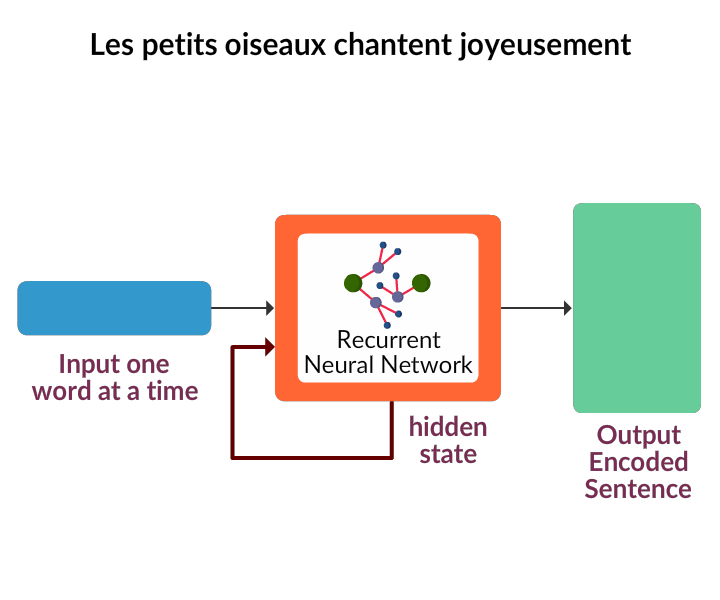 Les petits oiseaux chantent joyeusement
Recurrent
Neural Network
Input one
word at a time
hidden
state
Output
Encoded
Sentence